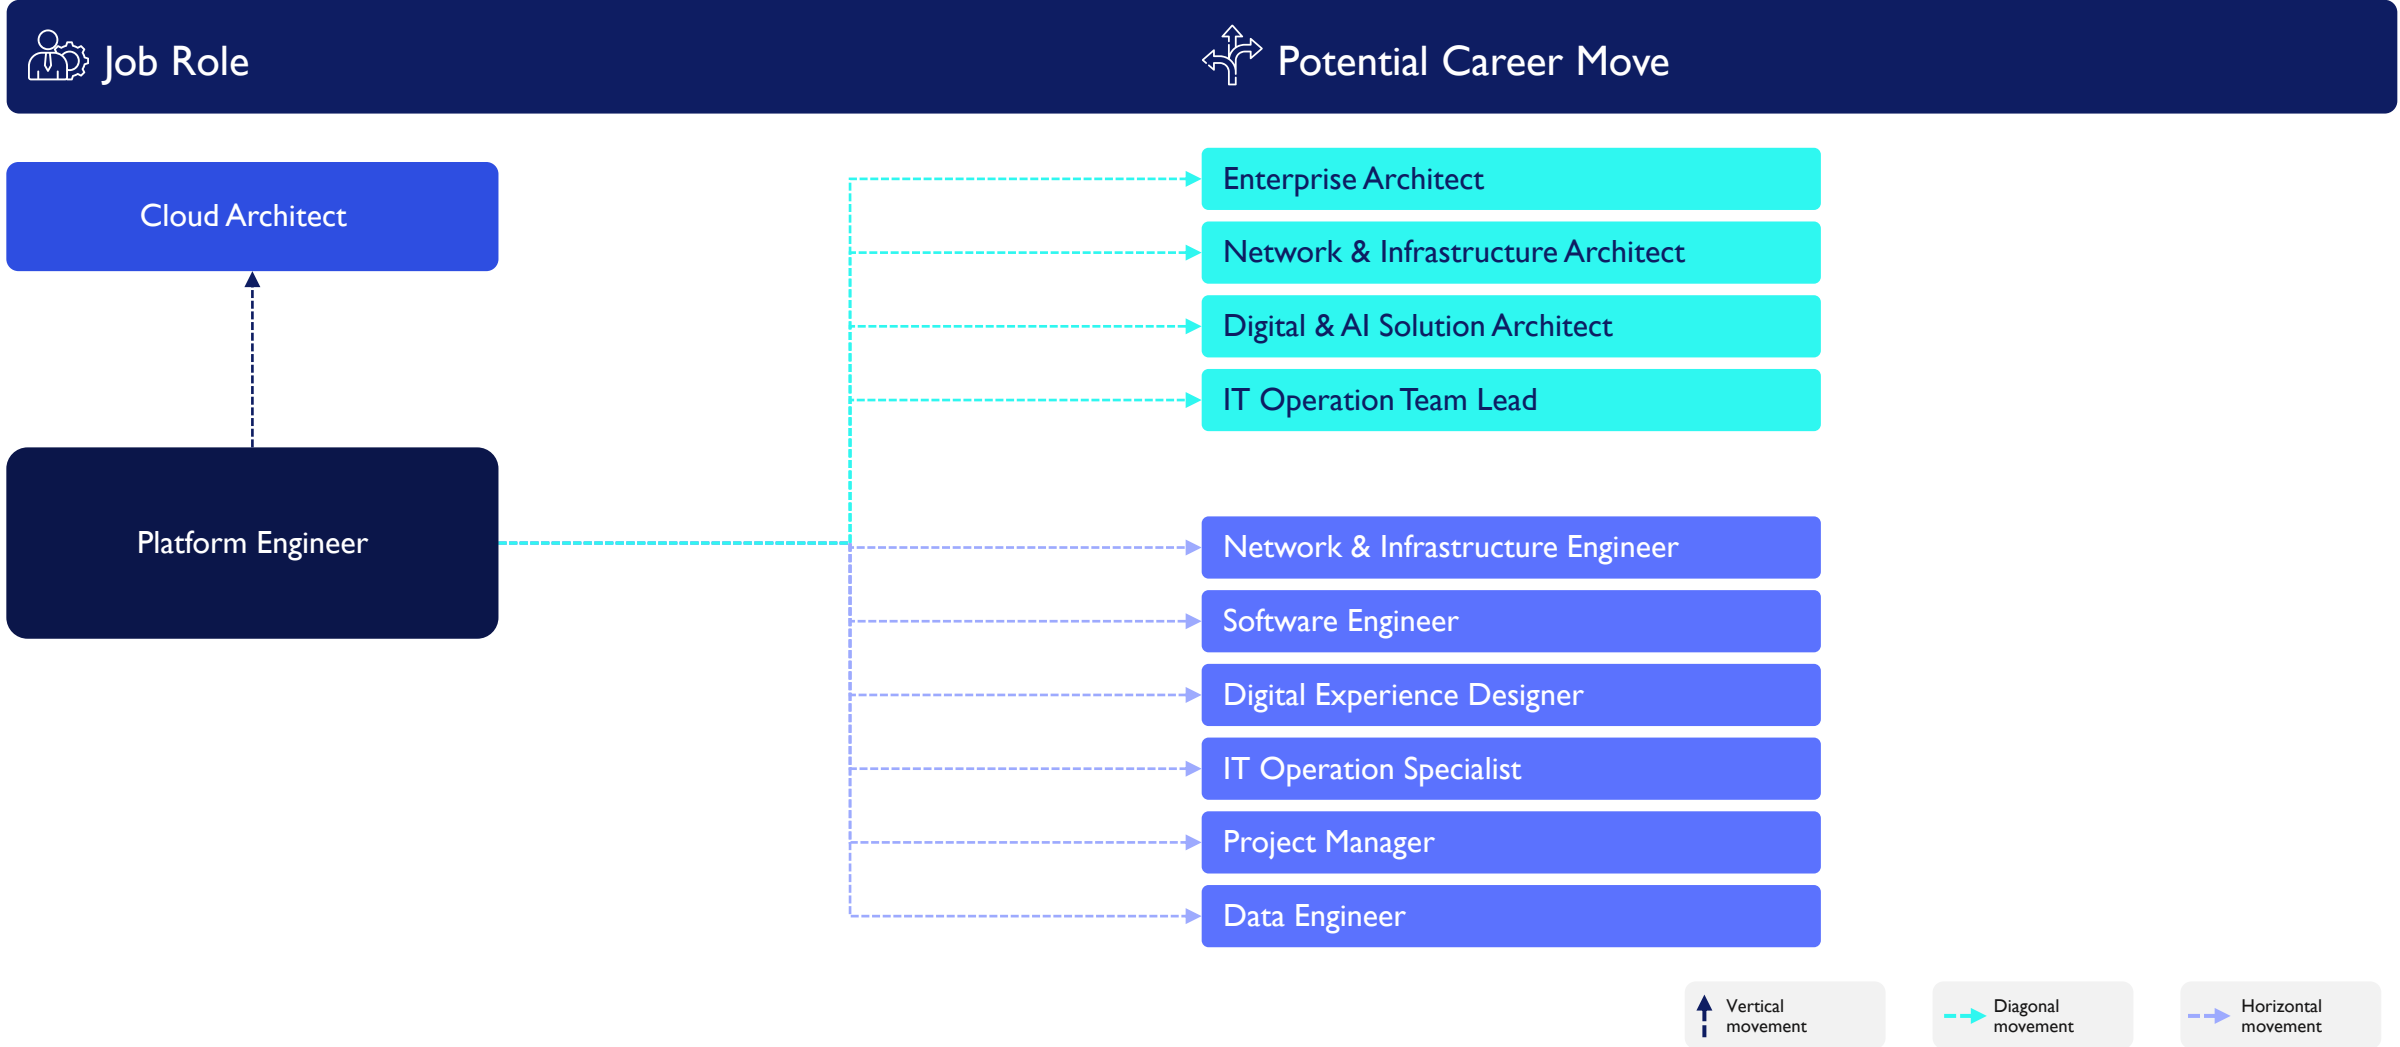 Job Role
Potential Career Move
Cloud Architect
Platform Engineer
Enterprise Architect
Network & Infrastructure Architect
Digital & AI Solution Architect
IT Operation Team Lead
Network & Infrastructure Engineer
Software Engineer
Digital Experience Designer
IT Operation Specialist
Project Manager
Data Engineer
Vertical
movement
Diagonal
movement
Horizontal
movement